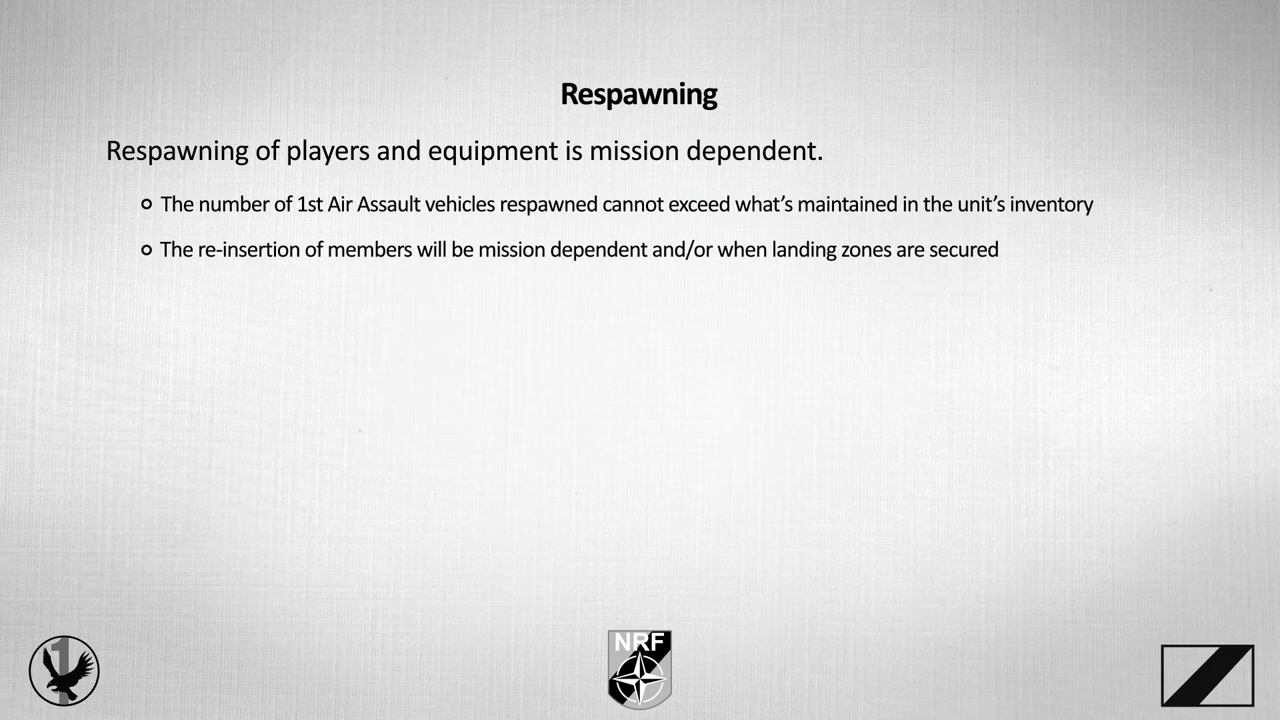 Respawning
Respawning of players and equipment is mission dependent.
The number of 1st Air Assault vehicles respawned cannot exceed what’s maintained in the unit’s inventory
The re-insertion of members will be mission dependent and/or when landing zones are secured
1
NRF